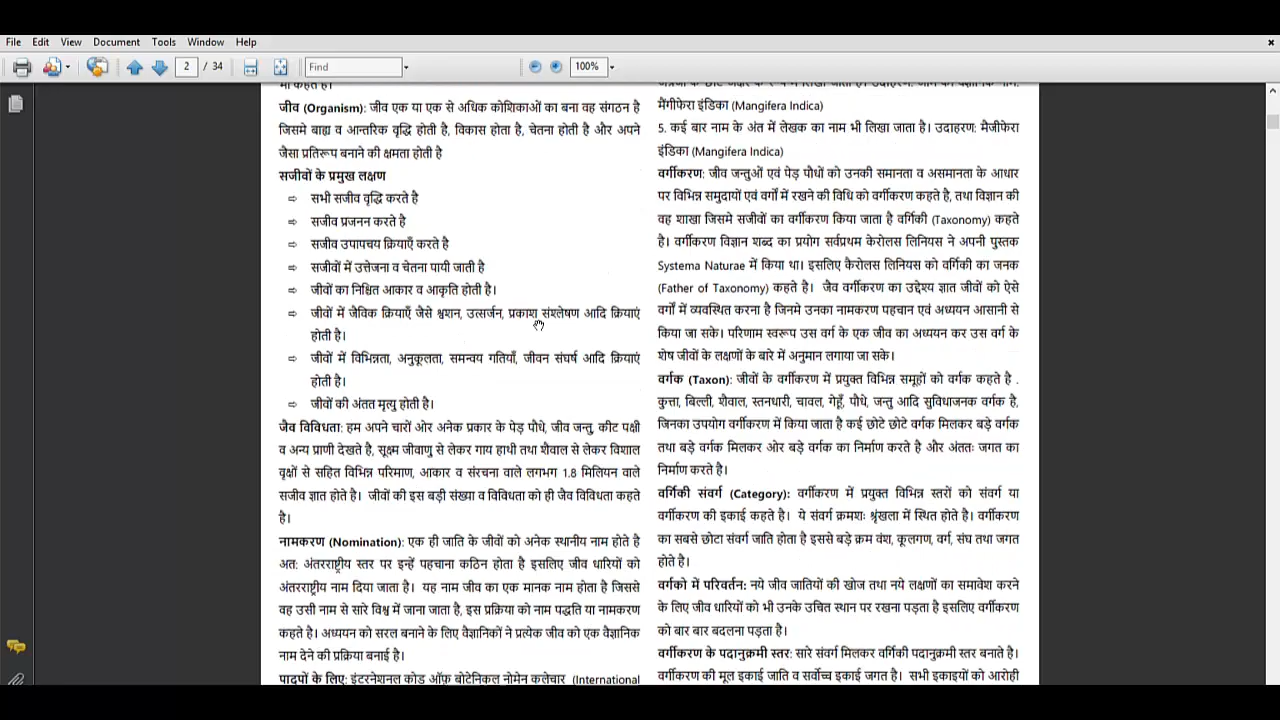 File Edit View Document Tools Window Help
2 / 34 Find 100%
जीव (Organism): जीव एक या एक से अधिक कोशिकाओं का बना वह संगठन है
जिसमे बाह्य व आन्तरिक वृद्धि होती है, विकास होता है, चेतना होती है और अपने
जैसा प्रतिरूप बनाने की क्षमता होती है
सजीवों के प्रमुख लक्षण
⇨ सभी सजीव वृद्धि करते है
⇨ सजीव प्रजनन करते है
⇨ सजीव उपापचय क्रियाएँ करते है
⇨ सजीवों में उत्तेजना व चेतना पायी जाती है
⇨ जीवों का निश्चित आकार व आकृति होती है।
⇨ जीवों में जैविक क्रियाएँ जैसे श्वशन, उत्सर्जन, प्रकाश संश्लेषण आदि क्रियाएं
होती है।
⇨ जीवों में विभिन्नता, अनुकूलता, समन्वय गतियाँ, जीवन संघर्ष आदि क्रियाएं
होती है।
⇨ जीवों की अंतत मृत्यु होती है।
जैव विविधता: हम अपने चारों ओर अनेक प्रकार के पेड़ पौधे, जीव जन्तु, कीट पक्षी
व अन्य प्राणी देखते है, सूक्ष्म जीवाणु से लेकर गाय हाथी तथा शैवाल से लेकर विशाल
वृक्षों से सहित विभिन्न परिमाण, आकार व संरचना वाले लगभग 1.8 मिलियन वाले
सजीव ज्ञात होते है। जीवों की इस बड़ी संख्या व विविधता को ही जैव विविधता कहते
है।
नामकरण (Nomination): एक ही जाति के जीवों को अनेक स्थानीय नाम होते है
अत: अंतरराष्ट्रीय स्तर पर इन्हें पहचाना कठिन होता है इसलिए जीव धारियों को
अंतरराष्ट्रीय नाम दिया जाता है। यह नाम जीव का एक मानक नाम होता है जिससे
वह उसी नाम से सारे विश्व में जाना जाता है, इस प्रक्रिया को नाम पद्धति या नामकरण
कहते है। अध्ययन को सरल बनाने के लिए वैज्ञानिकों ने प्रत्येक जीव को एक वैज्ञानिक
नाम देने की प्रक्रिया बनाई है।
पादपों के लिए: इंटरनेशनल कोड ऑफ़ बोटेनिकल नोमेन कलेचार (International
मैंगीफेरा इंडिका (Mangifera Indica)
5. कई बार नाम के अंत में लेखक का नाम भी लिखा जाता है। उदाहरण: मैजीफेरा
इंडिका (Mangifera Indica)
वर्गीकरण: जीव जन्तुओं एवं पेड़ पौधों को उनकी समानता व असमानता के आधार
पर विभिन्न समुदायों एवं वर्गों में रखने की विधि को वर्गीकरण कहते है, तथा विज्ञान की
वह शाखा जिसमे सजीवों का वर्गीकरण किया जाता है वर्गिकी (Taxonomy) कहते
है। वर्गीकरण विज्ञान शब्द का प्रयोग सर्वप्रथम केरोलस लिनियस ने अपनी पुस्तक
Systema Naturae में किया था। इसलिए कैरोलस लिनियस को वर्गिकी का जनक
(Father of Taxonomy) कहते है। जैव वर्गीकरण का उद्देश्य ज्ञात जीवों को ऐसे
वर्गों में व्यवस्थित करना है जिनमे उनका नामकरण पहचान एवं अध्ययन आसानी से
किया जा सके। परिणाम स्वरूप उस वर्ग के एक जीव का अध्ययन कर उस वर्ग के
शेष जीवों के लक्षणों के बारे में अनुमान लगाया जा सके।
वर्गक (Taxon): जीवों के वर्गीकरण में प्रयुक्त विभिन्न समूहों को वर्गक कहते है .
कुत्ता, बिल्ली, शैवाल, स्तनधारी, चावल, गेहूँ, पौधे, जन्तु आदि सुविधाजनक वर्गक है,
जिनका उपयोग वर्गीकरण में किया जाता है कई छोटे छोटे वर्गक मिलकर बड़े वर्गक
तथा बड़े वर्गक मिलकर ओर बड़े वर्गक का निर्माण करते है और अंततः जगत का
निर्माण करते है।
वर्गिकी संवर्ग (Category): वर्गीकरण में प्रयुक्त विभिन्न स्तरों को संवर्ग या
वर्गीकरण की इकाई कहते है। ये संवर्ग क्रमशः श्रृंखला में स्थित होते है। वर्गीकरण
का सबसे छोटा संवर्ग जाति होता है इससे बड़े क्रम वंश, कूलगण, वर्ग, संघ तथा जगत
होते है।
वर्गको में परिवर्तन: नये जीव जातियों की खोज तथा नये लक्षणों का समावेश करने
के लिए जीव धारियों को भी उनके उचित स्थान पर रखना पड़ता है इसलिए वर्गीकरण
को बार बार बदलना पड़ता है।
वर्गीकरण के पदानुक्रमी स्तर: सारे संवर्ग मिलकर वर्गिकी पदानुक्रमी स्तर बनाते है।
वर्गीकरण की मूल इकाई जाति व सर्वोच्च इकाई जगत है। सभी इकाइयों को आरोही